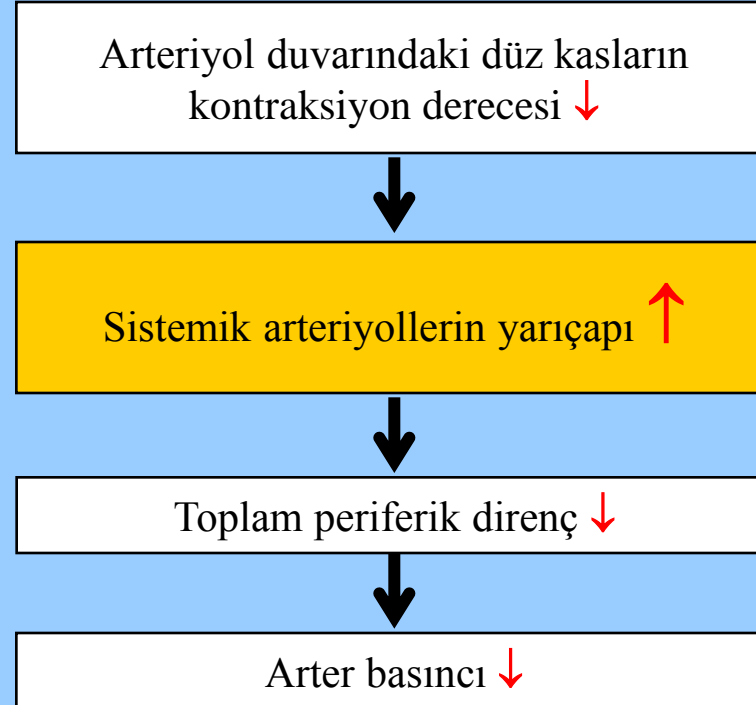 Arteriyol duvarındaki düz kasların
kontraksiyon derecesi ↓
Sistemik arteriyollerin yarıçapı ↑
Toplam periferik direnç ↓
Arter basıncı ↓